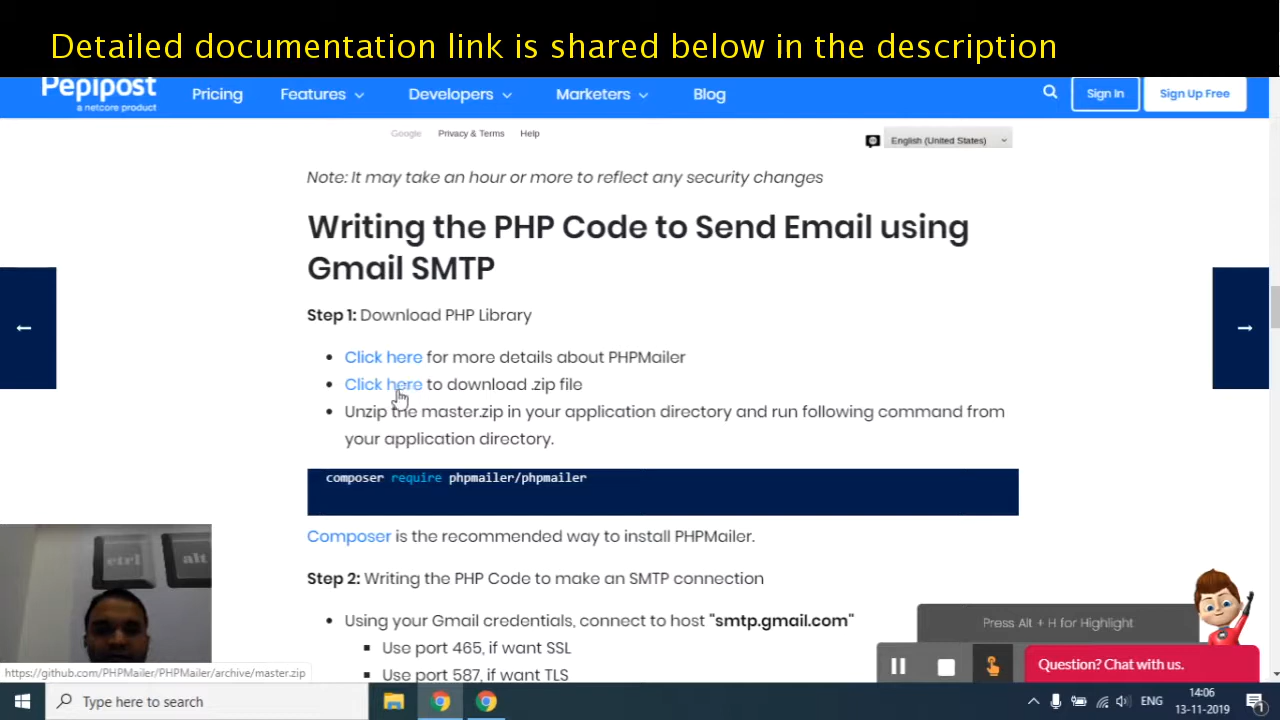 Detailed documentation link is shared below in the description
Pepipost
a netcore product
Pricing
Features
Developers
Marketers
Blog
Sign In
Sign Up Free
Google
Privacy & Terms
Help
English (United States)
Note: It may take an hour or more to reflect any security changes
Writing the PHP Code to Send Email using
Gmail SMTP
Step 1: Download PHP Library
• Click here for more details about PHPMailer
• Click here to download .zip file
• Unzip the master.zip in your application directory and run following command from
your application directory.
composer require phpmailer/phpmailer
Composer is the recommended way to install PHPMailer.
ctrl
alt
Step 2: Writing the PHP Code to make an SMTP connection
• Using your Gmail credentials, connect to host "smtp.gmail.com"
▪ Use port 465, if want SSL
▪ Use port 587, if want TLS
Press Alt + H for Highlight
Question? Chat with us.
https://github.com/PHPMailer/PHPMailer/archive/master.zip
Type here to search
ENG
14:06
13-11-2019
1